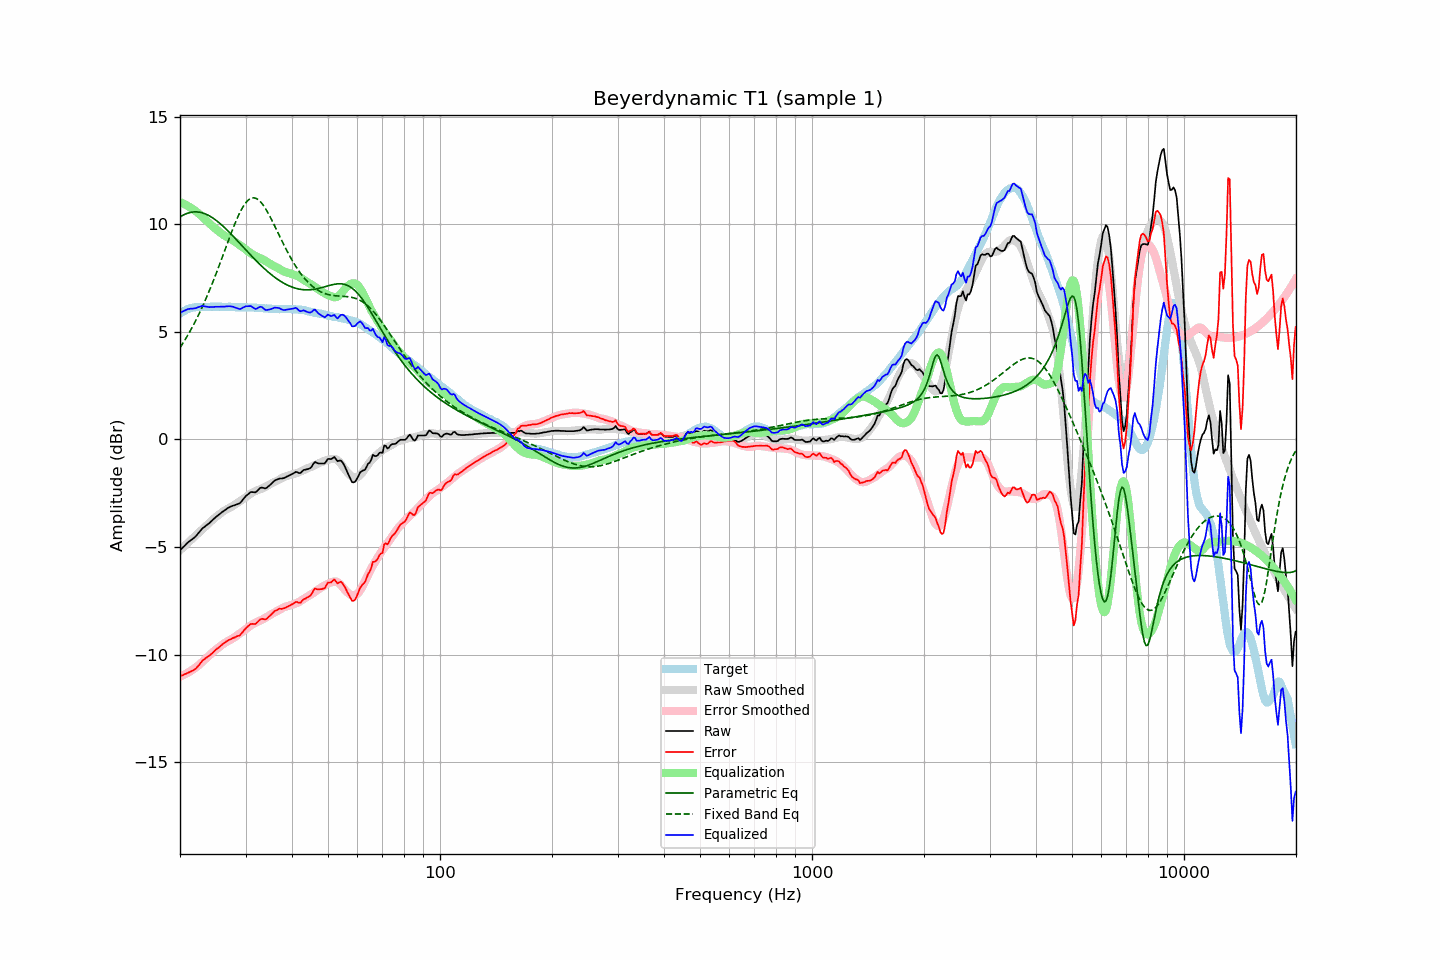 Beyerdynamic T1 (sample 1)
15
10
5
0
−5
−10
−15
Amplitude (dBr)
Target
Raw Smoothed
Error Smoothed
Raw
Error
Equalization
Parametric Eq
Fixed Band Eq
Equalized
100
1000
10000
Frequency (Hz)